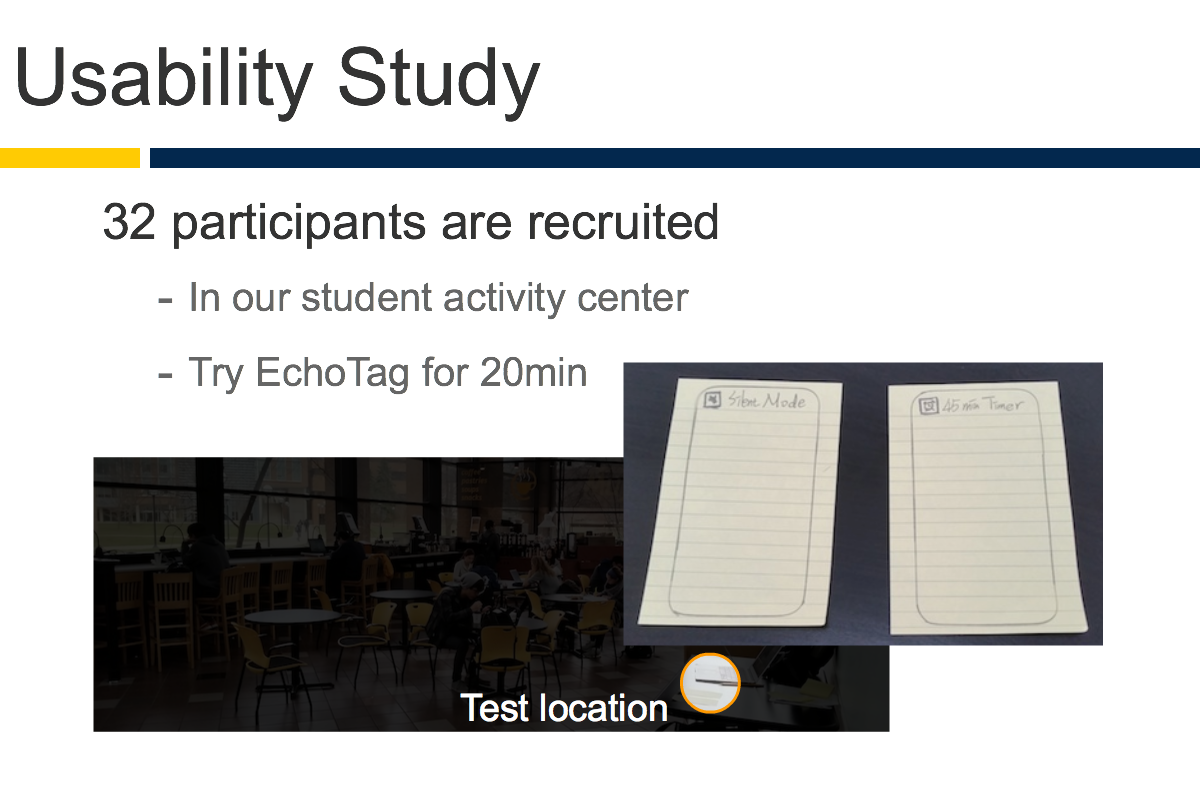 Usability Study
32 participants are recruited
- In our student activity center
- Try EchoTag for 20min
Silent Mode
45 min Timer
Test location